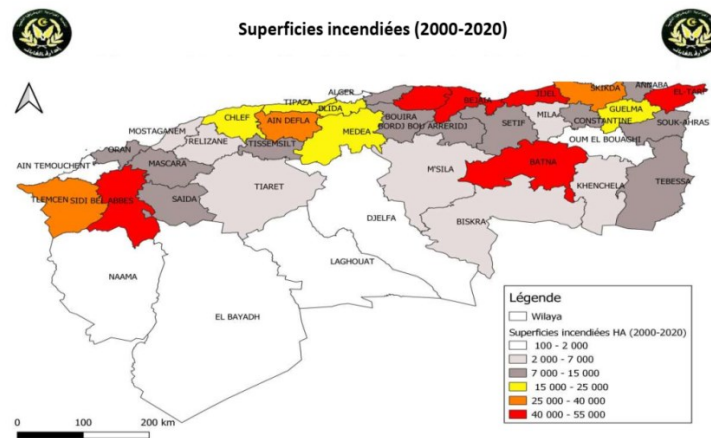 Superficies incendiées (2000-2020)
ALGER
TIPAZA
BLIDA
CHLEF
AIN DEFLA
MEDEA
BOUIRA
BORDJ BOU ARRERIDJ
BEJAIA
JIJEL
SKIKDA
ANNABA
EL-TARF
GUELMA
MILA
CONSTANTINE
SOUK-AHRAS
SETIF
OUM EL BOUAGHI
MOSTAGANEM
RELIZANE
TISSEMSILT
ORAN
MASCARA
AIN TEMOUCHENT
TLEMCEN
SIDI BEL ABBES
SAIDA
TIARET
M'SILA
BATNA
KHENCHELA
TEBESSA
BISKRA
DJELFA
LAGHOUAT
NAAMA
EL BAYADH
Légende
Wilaya
Superficies incendiées HA (2000-2020)
100 - 2 000
2 000 - 7 000
7 000 - 15 000
15 000 - 25 000
25 000 - 40 000
40 000 - 55 000
0 100 200 km